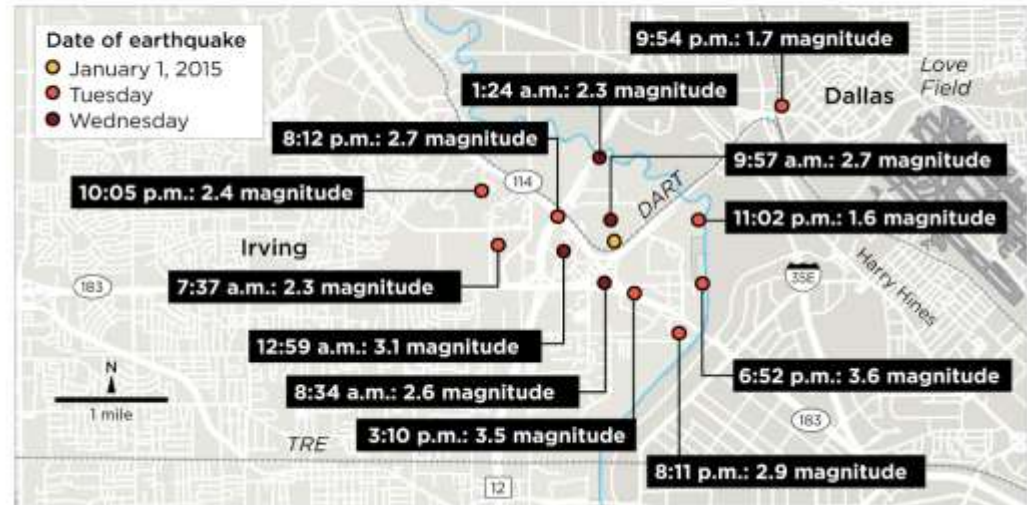 Date of earthquake
January 1, 2015
Tuesday
Wednesday
9:54 p.m.: 1.7 magnitude
Love
Field
Dallas
1:24 a.m.: 2.3 magnitude
8:12 p.m.: 2.7 magnitude
9:57 a.m.: 2.7 magnitude
10:05 p.m.: 2.4 magnitude
114
DART
11:02 p.m.: 1.6 magnitude
Irving
183
7:37 a.m.: 2.3 magnitude
35E
Harry Hines
12:59 a.m.: 3.1 magnitude
N
1 mile
8:34 a.m.: 2.6 magnitude
6:52 p.m.: 3.6 magnitude
183
TRE
3:10 p.m.: 3.5 magnitude
8:11 p.m.: 2.9 magnitude
12